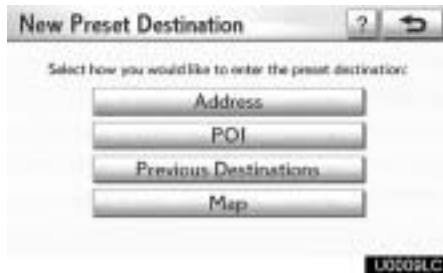 New Preset Destination ?
Select how you would like to enter the preset destination:
Address
POI
Previous Destinations
Map
U0009LC